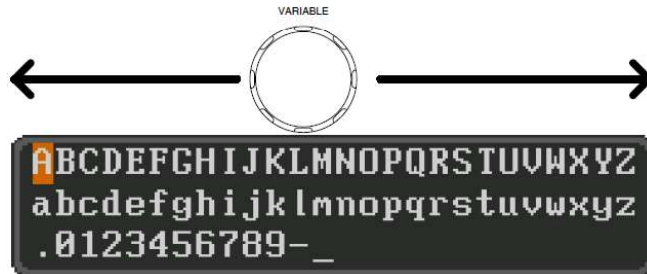 VARIABLE
ABCDEFGHIJKLMNOPQRSTUVWXYZ
abcdefghijklmnopqrstuvwxyz
.0123456789-_